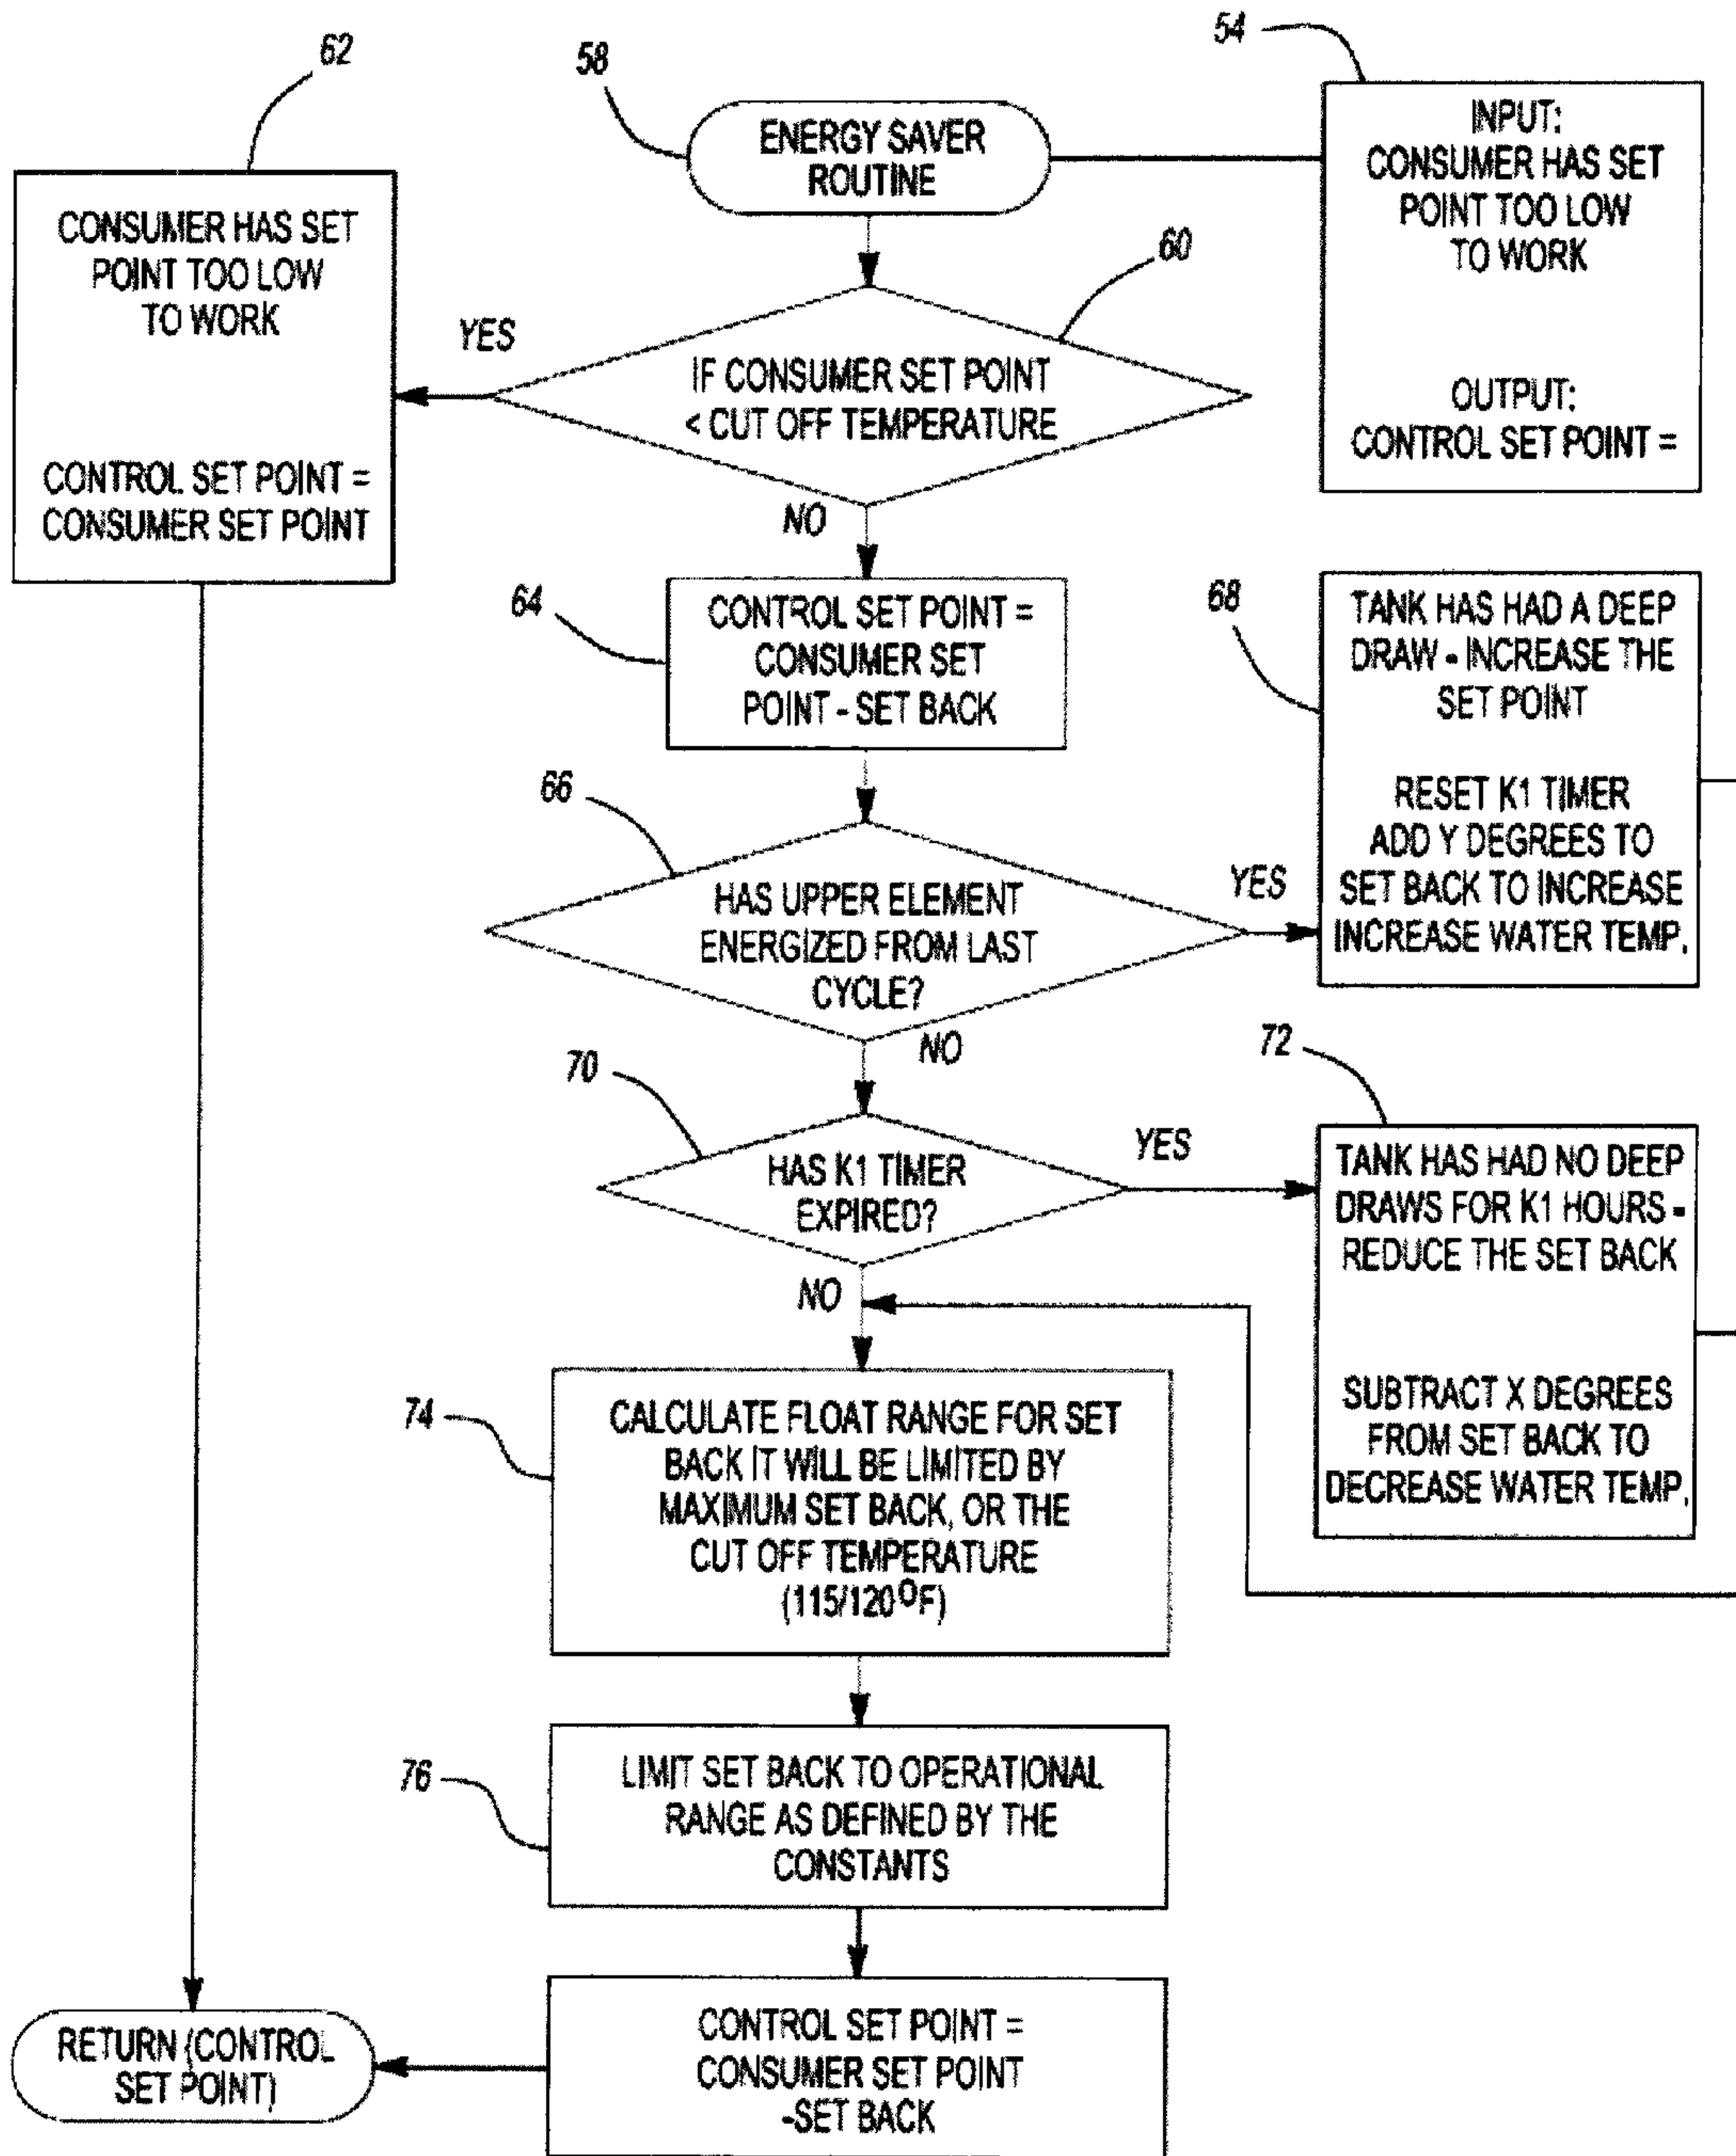 58
ENERGY SAVER
ROUTINE
54
INPUT:
CONSUMER HAS SET
POINT TOO LOW
TO WORK
OUTPUT:
CONTROL SET POINT =
62
CONSUMER HAS SET
POINT TOO LOW
TO WORK
CONTROL SET POINT =
CONSUMER SET POINT
60
YES
IF CONSUMER SET POINT
< CUT OFF TEMPERATURE
NO
64
CONTROL SET POINT =
CONSUMER SET
POINT - SET BACK
66
HAS UPPER ELEMENT
ENERGIZED FROM LAST
CYCLE?
YES
68
TANK HAS HAD A DEEP
DRAW - INCREASE THE
SET POINT
RESET K1 TIMER
ADD Y DEGREES TO
SET BACK TO INCREASE
INCREASE WATER TEMP.
NO
70
HAS K1 TIMER
EXPIRED?
YES
72
TANK HAS HAD NO DEEP
DRAWS FOR K1 HOURS -
REDUCE THE SET BACK
SUBTRACT X DEGREES
FROM SET BACK TO
DECREASE WATER TEMP.
NO
74
CALCULATE FLOAT RANGE FOR SET
BACK IT WILL BE LIMITED BY
MAXIMUM SET BACK, OR THE
CUT OFF TEMPERATURE
(115/120°F)
76
LIMIT SET BACK TO OPERATIONAL
RANGE AS DEFINED BY THE
CONSTANTS
CONTROL SET POINT =
CONSUMER SET POINT
-SET BACK
RETURN (CONTROL
SET POINT)